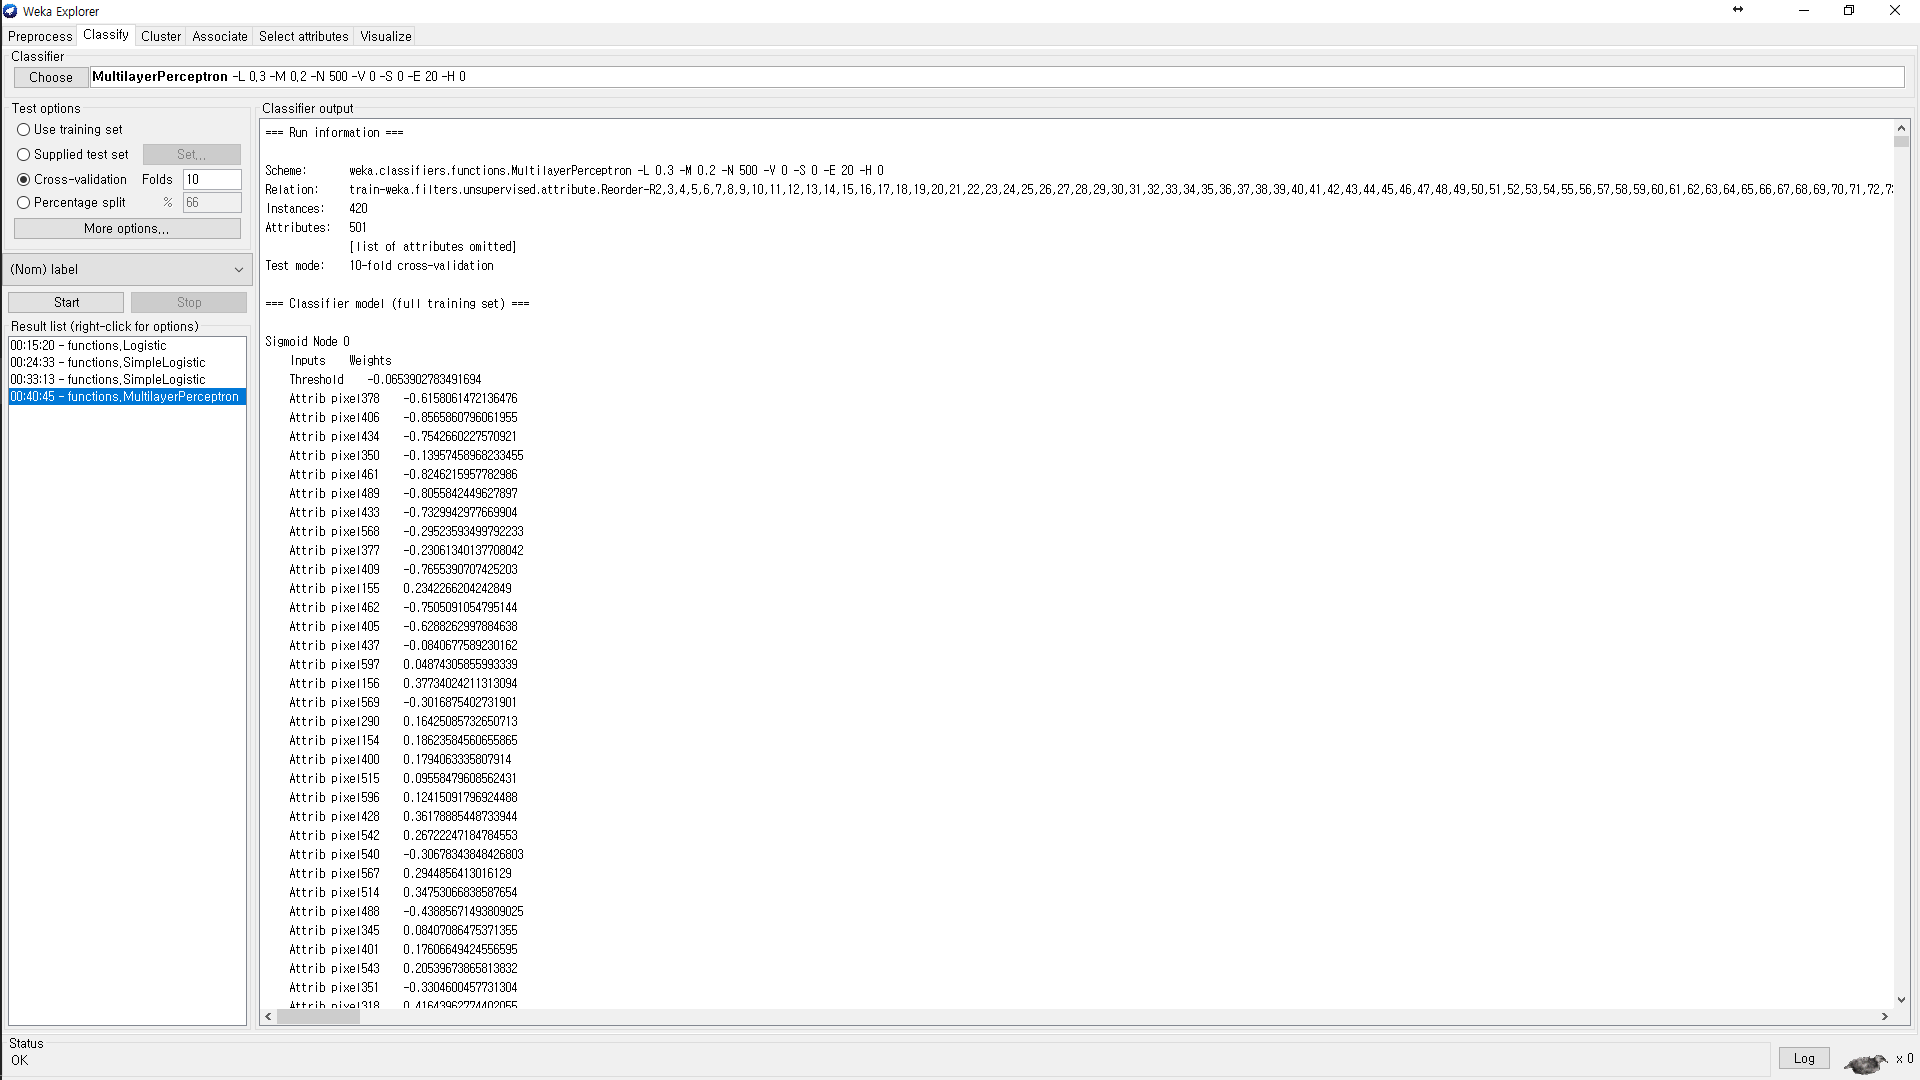 Weka Explorer
Preprocess Classify Cluster Associate Select attributes Visualize
Classifier
Choose MultilayerPerceptron -L 0,3 -M 0,2 -N 500 -V 0 -S 0 -E 20 -H 0
Test options
Use training set
Supplied test set Set...
Cross-validation Folds 10
Percentage split % 66
More options...
(Nom) label
Start Stop
Result list (right-click for options)
00:15:20 - functions,Logistic
00:24:33 - functions,SimpleLogistic
00:33:13 - functions,SimpleLogistic
00:40:45 - functions,MultilayerPerceptron
Classifier output
=== Run information ===
Scheme: weka.classifiers.functions.MultilayerPerceptron -L 0.3 -M 0.2 -N 500 -V 0 -S 0 -E 20 -H 0
Relation: train-weka.filters.unsupervised.attribute.Reorder-R2,3,4,5,6,7,8,9,10,11,12,13,14,15,16,17,18,19,20,21,22,23,24,25,26,27,28,29,30,31,32,33,34,35,36,37,38,39,40,41,42,43,44,45,46,47,48,49,50,51,52,53,54,55,56,57,58,59,60,61,62,63,64,65,66,67,68,69,70,71,72,
Instances: 420
Attributes: 501
[list of attributes omitted]
Test mode: 10-fold cross-validation
=== Classifier model (full training set) ===
Sigmoid Node 0
Inputs Weights
Threshold -0.0653902783491694
Attrib pixel378 -0.6158061472136476
Attrib pixel406 -0.8565860796061955
Attrib pixel434 -0.7542660227570921
Attrib pixel350 -0.13957458968233455
Attrib pixel461 -0.8246215957782986
Attrib pixel489 -0.8055842449627897
Attrib pixel433 -0.7329942977669904
Attrib pixel568 -0.29523593499792233
Attrib pixel377 -0.23061340137708042
Attrib pixel409 -0.7655390707425203
Attrib pixel155 0.2342266204242849
Attrib pixel462 -0.7505091054795144
Attrib pixel405 -0.6288262997884638
Attrib pixel437 -0.0840677589230162
Attrib pixel597 0.04874305855993339
Attrib pixel156 0.37734024211313094
Attrib pixel569 -0.3016875402731901
Attrib pixel290 0.16425085732650713
Attrib pixel154 0.18623584560655865
Attrib pixel400 0.1794063335807914
Attrib pixel515 0.09558479608562431
Attrib pixel596 0.12415091796924488
Attrib pixel428 0.36178885448733944
Attrib pixel542 0.26722247184784553
Attrib pixel540 -0.30678343848426803
Attrib pixel567 0.2944856413016129
Attrib pixel514 0.34753066838587654
Attrib pixel488 -0.43885671493809025
Attrib pixel345 0.08407086475371355
Attrib pixel401 0.17606649424556595
Attrib pixel543 0.20539673865813832
Attrib pixel351 -0.3304600457731304
Attrib pixel318 0.41643962774402055
Status
OK
Log x 0